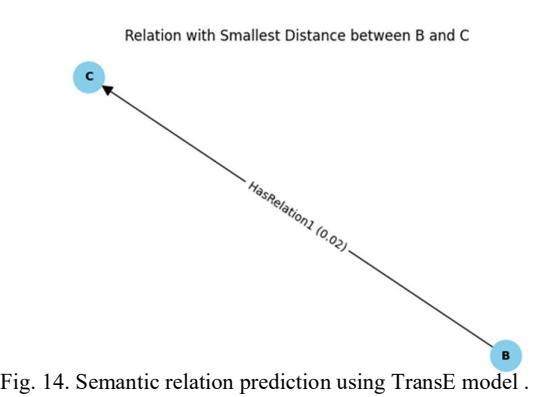 Relation with Smallest Distance between B and C
C
HasRelation1 (0.02)
B
Fig. 14. Semantic relation prediction using TransE model .